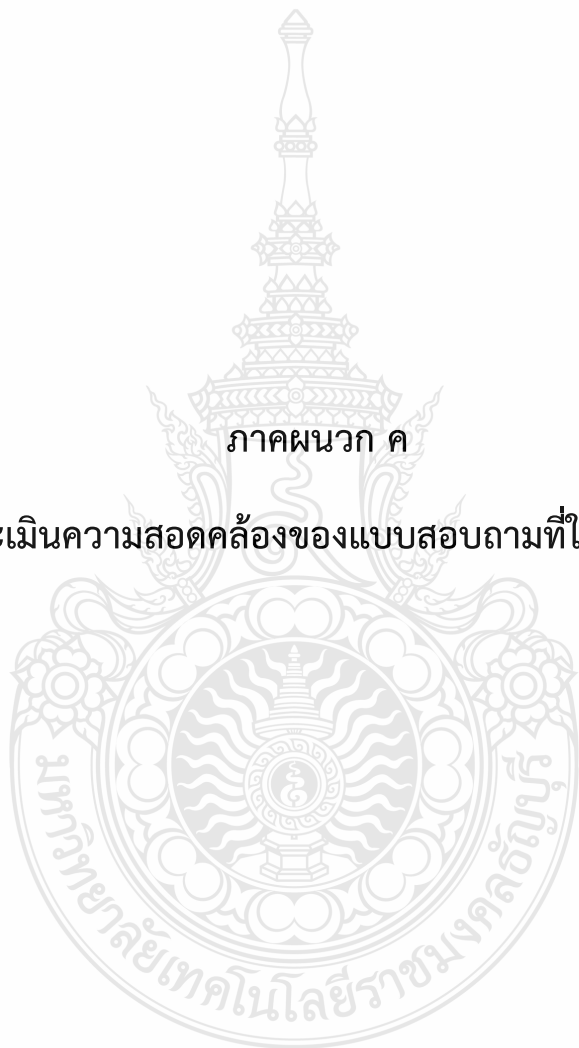 ภาคผนวก ค
ะเมินความสอดคล้องของแบบสอบถามที่ใ
มหาวิทยาลัยเทคโนโลยีราชมงคลธัญบุรี